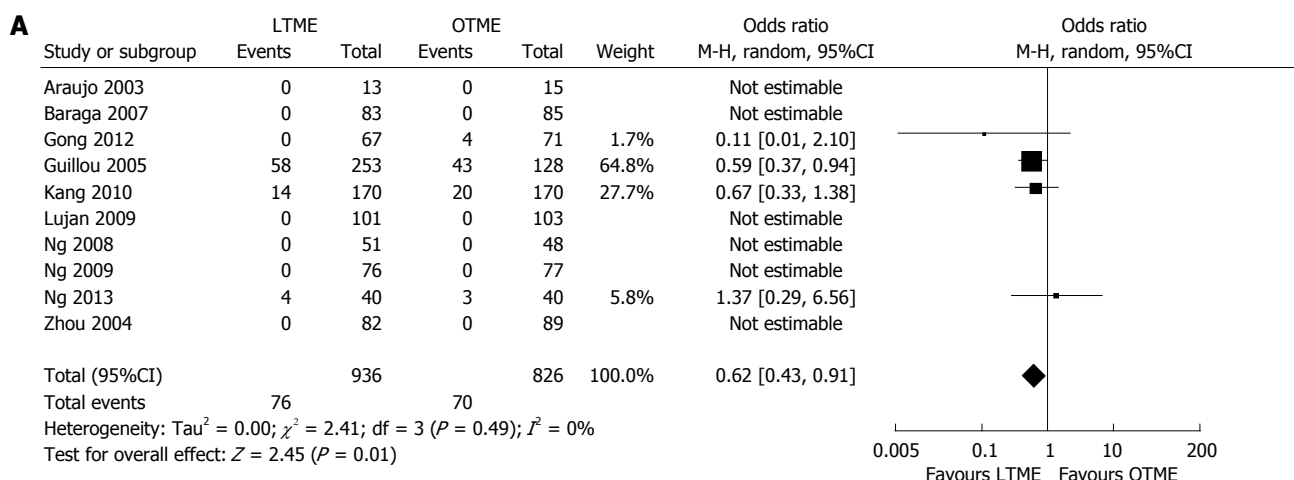 A
LTME OTME Odds ratio Odds ratio
Study or subgroup Events Total Events Total Weight M-H, random, 95%CI M-H, random, 95%CI
Araujo 2003 0 13 0 15 Not estimable
Baraga 2007 0 83 0 85 Not estimable
Gong 2012 0 67 4 71 1.7% 0.11 [0.01, 2.10]
Guillou 2005 58 253 43 128 64.8% 0.59 [0.37, 0.94]
Kang 2010 14 170 20 170 27.7% 0.67 [0.33, 1.38]
Lujan 2009 0 101 0 103 Not estimable
Ng 2008 0 51 0 48 Not estimable
Ng 2009 0 76 0 77 Not estimable
Ng 2013 4 40 3 40 5.8% 1.37 [0.29, 6.56]
Zhou 2004 0 82 0 89 Not estimable
Total (95%CI) 936 826 100.0% 0.62 [0.43, 0.91]
Total events 76 70
Heterogeneity: Tau² = 0.00; χ² = 2.41; df = 3 (P = 0.49); I² = 0%
Test for overall effect: Z = 2.45 (P = 0.01)
0.005 0.1 1 10 200
Favours LTME Favours OTME